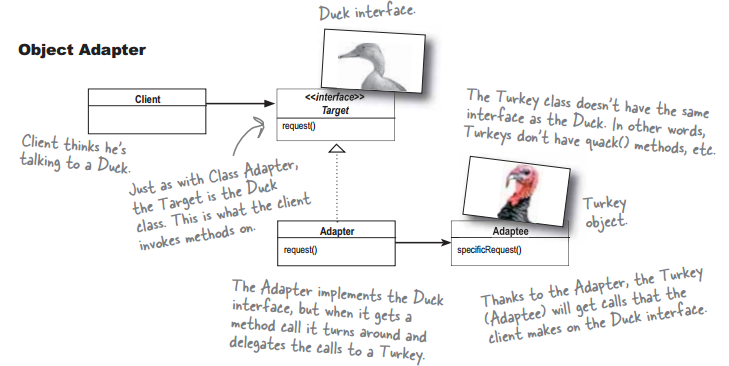 Duck interface.
Object Adapter
Client
<<interface>>
Target
request()
The Turkey class doesn't have the same
interface as the Duck. In other words,
Turkeys don't have quack() methods, etc.
Client thinks he's
talking to a Duck.
Just as with Class Adapter,
the Target is the Duck
class. This is what the client
invokes methods on.
Turkey
object.
Adapter
request()
Adaptee
specificRequest()
The Adapter implements the Duck
interface, but when it gets a
method call it turns around and
delegates the calls to a Turkey.
Thanks to the Adapter, the Turkey
(Adaptee) will get calls that the
client makes on the Duck interface.